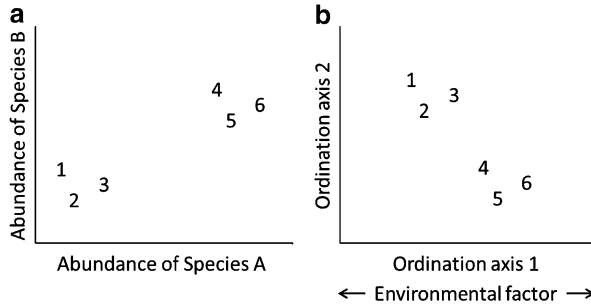 a
Abundance of Species B
4
6
5
1
3
2
Abundance of Species A
b
Ordination axis 2
1
3
2
4
6
5
Ordination axis 1
← Environmental factor →